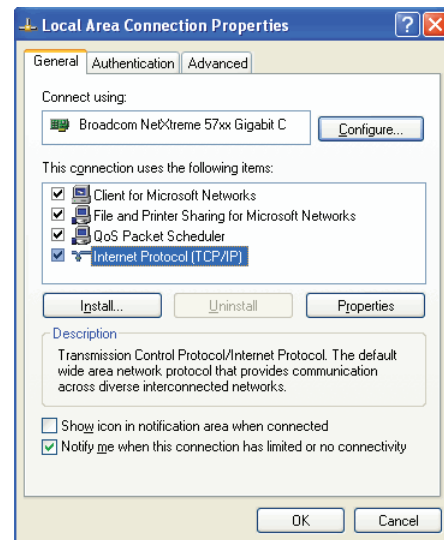 Local Area Connection Properties
General Authentication Advanced
Connect using:
Broadcom NetXtreme 57xx Gigabit C Configure...
This connection uses the following items:
Client for Microsoft Networks
File and Printer Sharing for Microsoft Networks
QoS Packet Scheduler
Internet Protocol (TCP/IP)
Install... Uninstall Properties
Description
Transmission Control Protocol/Internet Protocol. The default
wide area network protocol that provides communication
across diverse interconnected networks.
Show icon in notification area when connected
Notify me when this connection has limited or no connectivity
OK Cancel